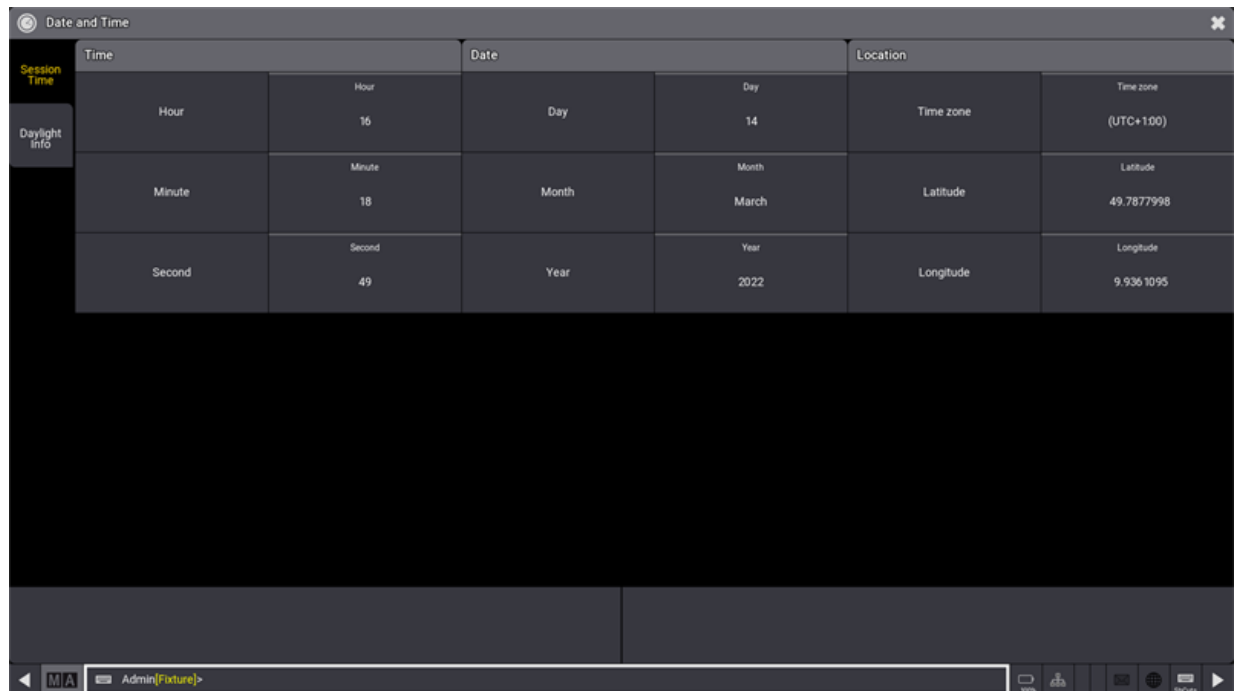 Date and Time
Session
Time
Daylight
Info
Time
Date
Location
Hour
Hour
16
Day
Day
14
Time zone
Time zone
(UTC+1:00)
Minute
Minute
18
Month
Month
March
Latitude
Latitude
49.7877998
Second
Second
49
Year
Year
2022
Longitude
Longitude
9.9361095
MA
Admin[Fixture]>
100%